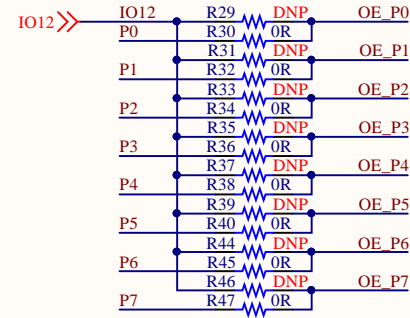 IO12 IO12 R29 DNP OE_P0
P0 R30 0R
R31 DNP OE_P1
P1 R32 0R
R33 DNP OE_P2
P2 R34 0R
R35 DNP OE_P3
P3 R36 0R
R37 DNP OE_P4
P4 R38 0R
R39 DNP OE_P5
P5 R40 0R
R44 DNP OE_P6
P6 R45 0R
R46 DNP OE_P7
P7 R47 0R